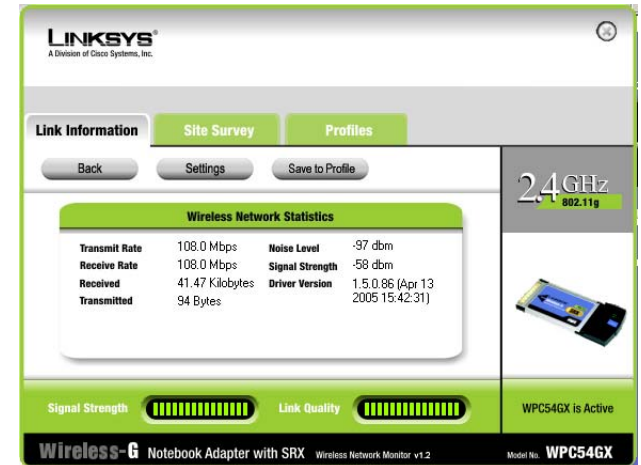 LINKSYS®
A Division of Cisco Systems, Inc.
Link Information Site Survey Profiles
Back Settings Save to Profile
2.4 GHz
802.11g
Wireless Network Statistics
Transmit Rate 108.0 Mbps Noise Level -97 dbm
Receive Rate 108.0 Mbps Signal Strength -58 dbm
Received 41.47 Kilobytes Driver Version 1.5.0.86 (Apr 13
Transmitted 94 Bytes 2005 15:42:31)
Signal Strength Link Quality WPC54GX is Active
Wireless-G Notebook Adapter with SRX Wireless Network Monitor v1.2 Model No. WPC54GX